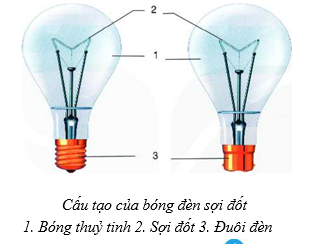 2
1
3
Cấu tạo của bóng đèn sợi đốt
1. Bóng thuỷ tinh 2. Sợi đốt 3. Đuôi đèn